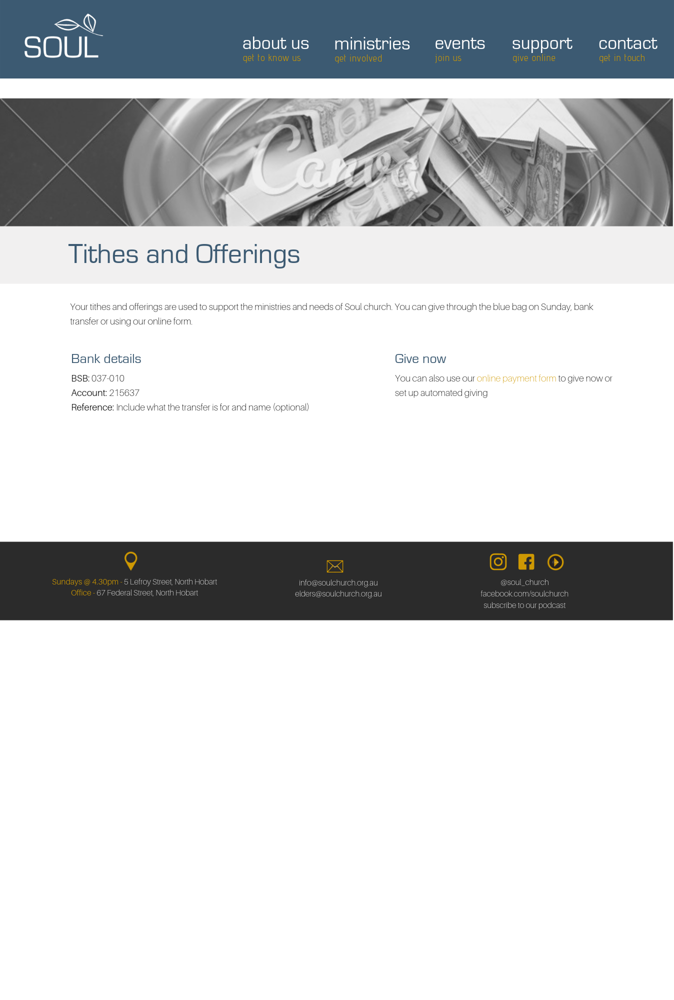 SOUL
about us
get to know us
ministries
get involved
events
join us
support
give online
contact
get in touch
Canva
Tithes and Offerings
Your tithes and offerings are used to support the ministries and needs of Soul church. You can give through the blue bag on Sunday, bank
transfer or using our online form.
Bank details
BSB: 037-010
Account: 215637
Reference: Include what the transfer is for and name (optional)
Give now
You can also use our online payment form to give now or
set up automated giving
Sundays @ 4.30pm - 5 Lefroy Street, North Hobart
Office - 67 Federal Street, North Hobart
info@soulchurch.org.au
elders@soulchurch.org.au
@soul_church
facebook.com/soulchurch
subscribe to our podcast